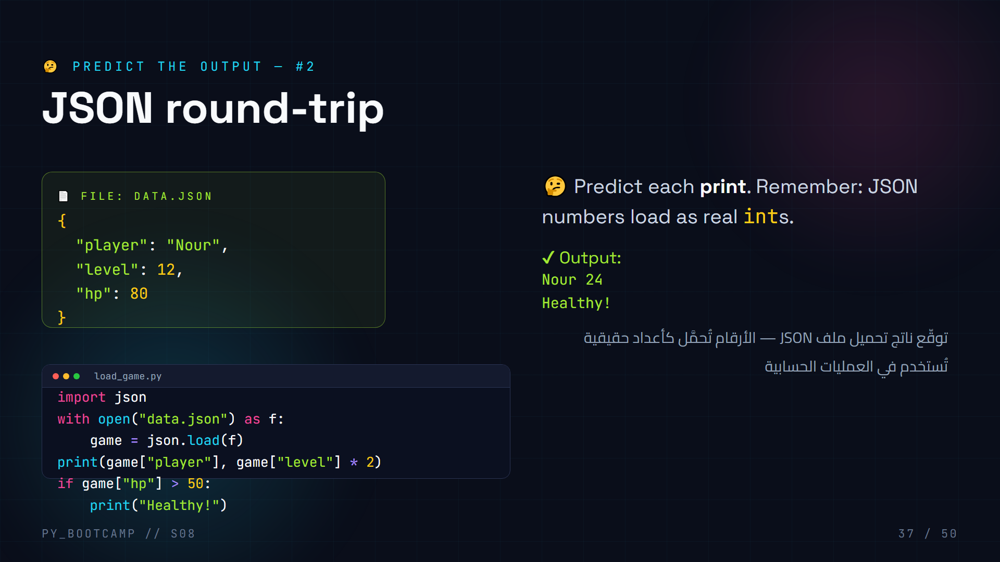 🤔 PREDICT THE OUTPUT — #2
JSON round-trip
📄 FILE: DATA.JSON
{
  "player": "Nour",
  "level": 12,
  "hp": 80
}
load_game.py
import json
with open("data.json") as f:
    game = json.load(f)
print(game["player"], game["level"] * 2)
if game["hp"] > 50:
    print("Healthy!")
🤔 Predict each print. Remember: JSON
numbers load as real ints.
✓ Output:
Nour 24
Healthy!
توقّع ناتج تحميل ملف JSON — الأرقام تُحمَّل كأعداد حقيقية
تُستخدم في العمليات الحسابية
PY_BOOTCAMP // S08
37 / 50